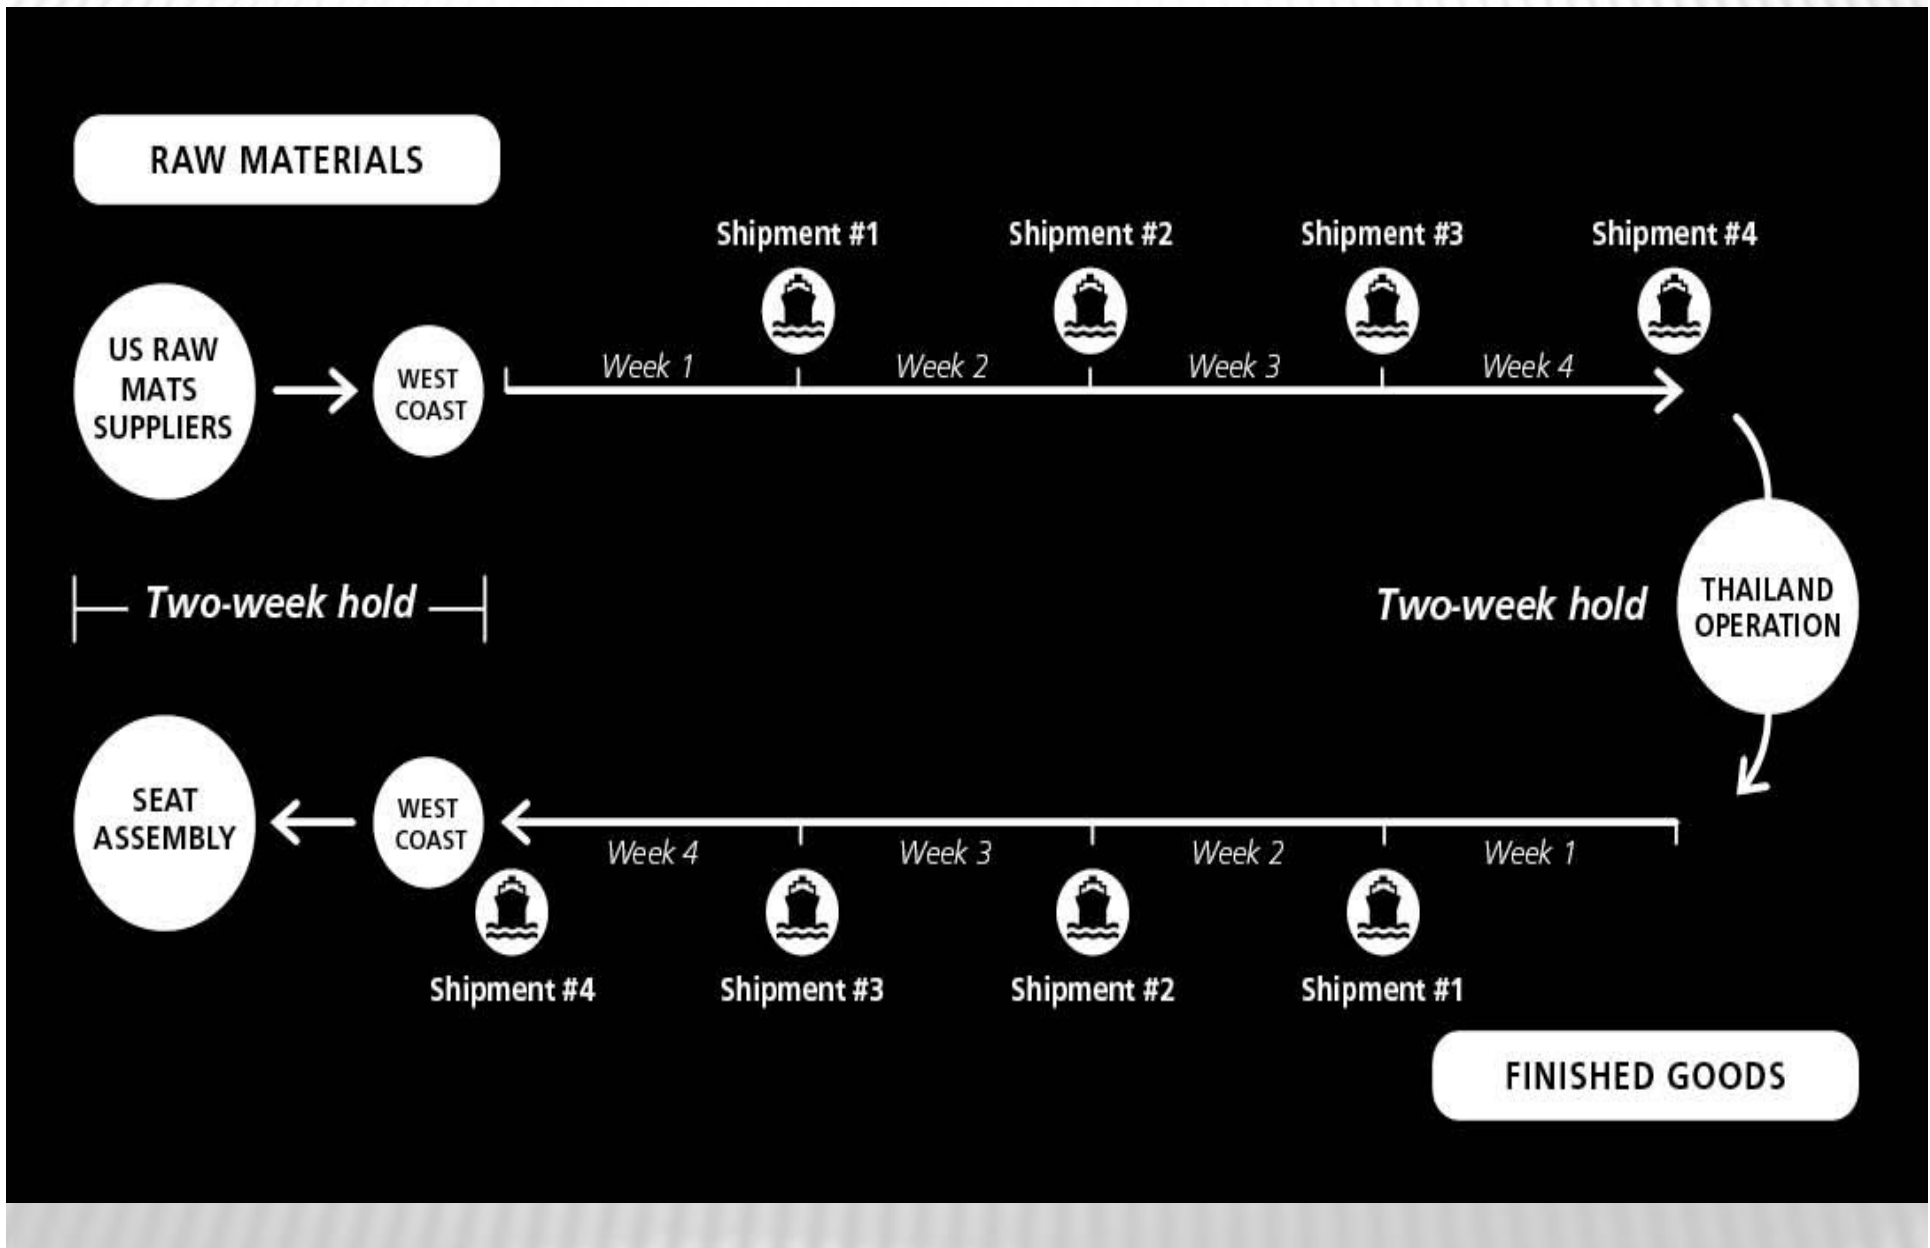 RAW MATERIALS
Shipment #1
Shipment #2
Shipment #3
Shipment #4
US RAW
MATS
SUPPLIERS
WEST
COAST
Week 1
Week 2
Week 3
Week 4
Two-week hold
Two-week hold
THAILAND
OPERATION
SEAT
ASSEMBLY
WEST
COAST
Week 4
Week 3
Week 2
Week 1
Shipment #4
Shipment #3
Shipment #2
Shipment #1
FINISHED GOODS